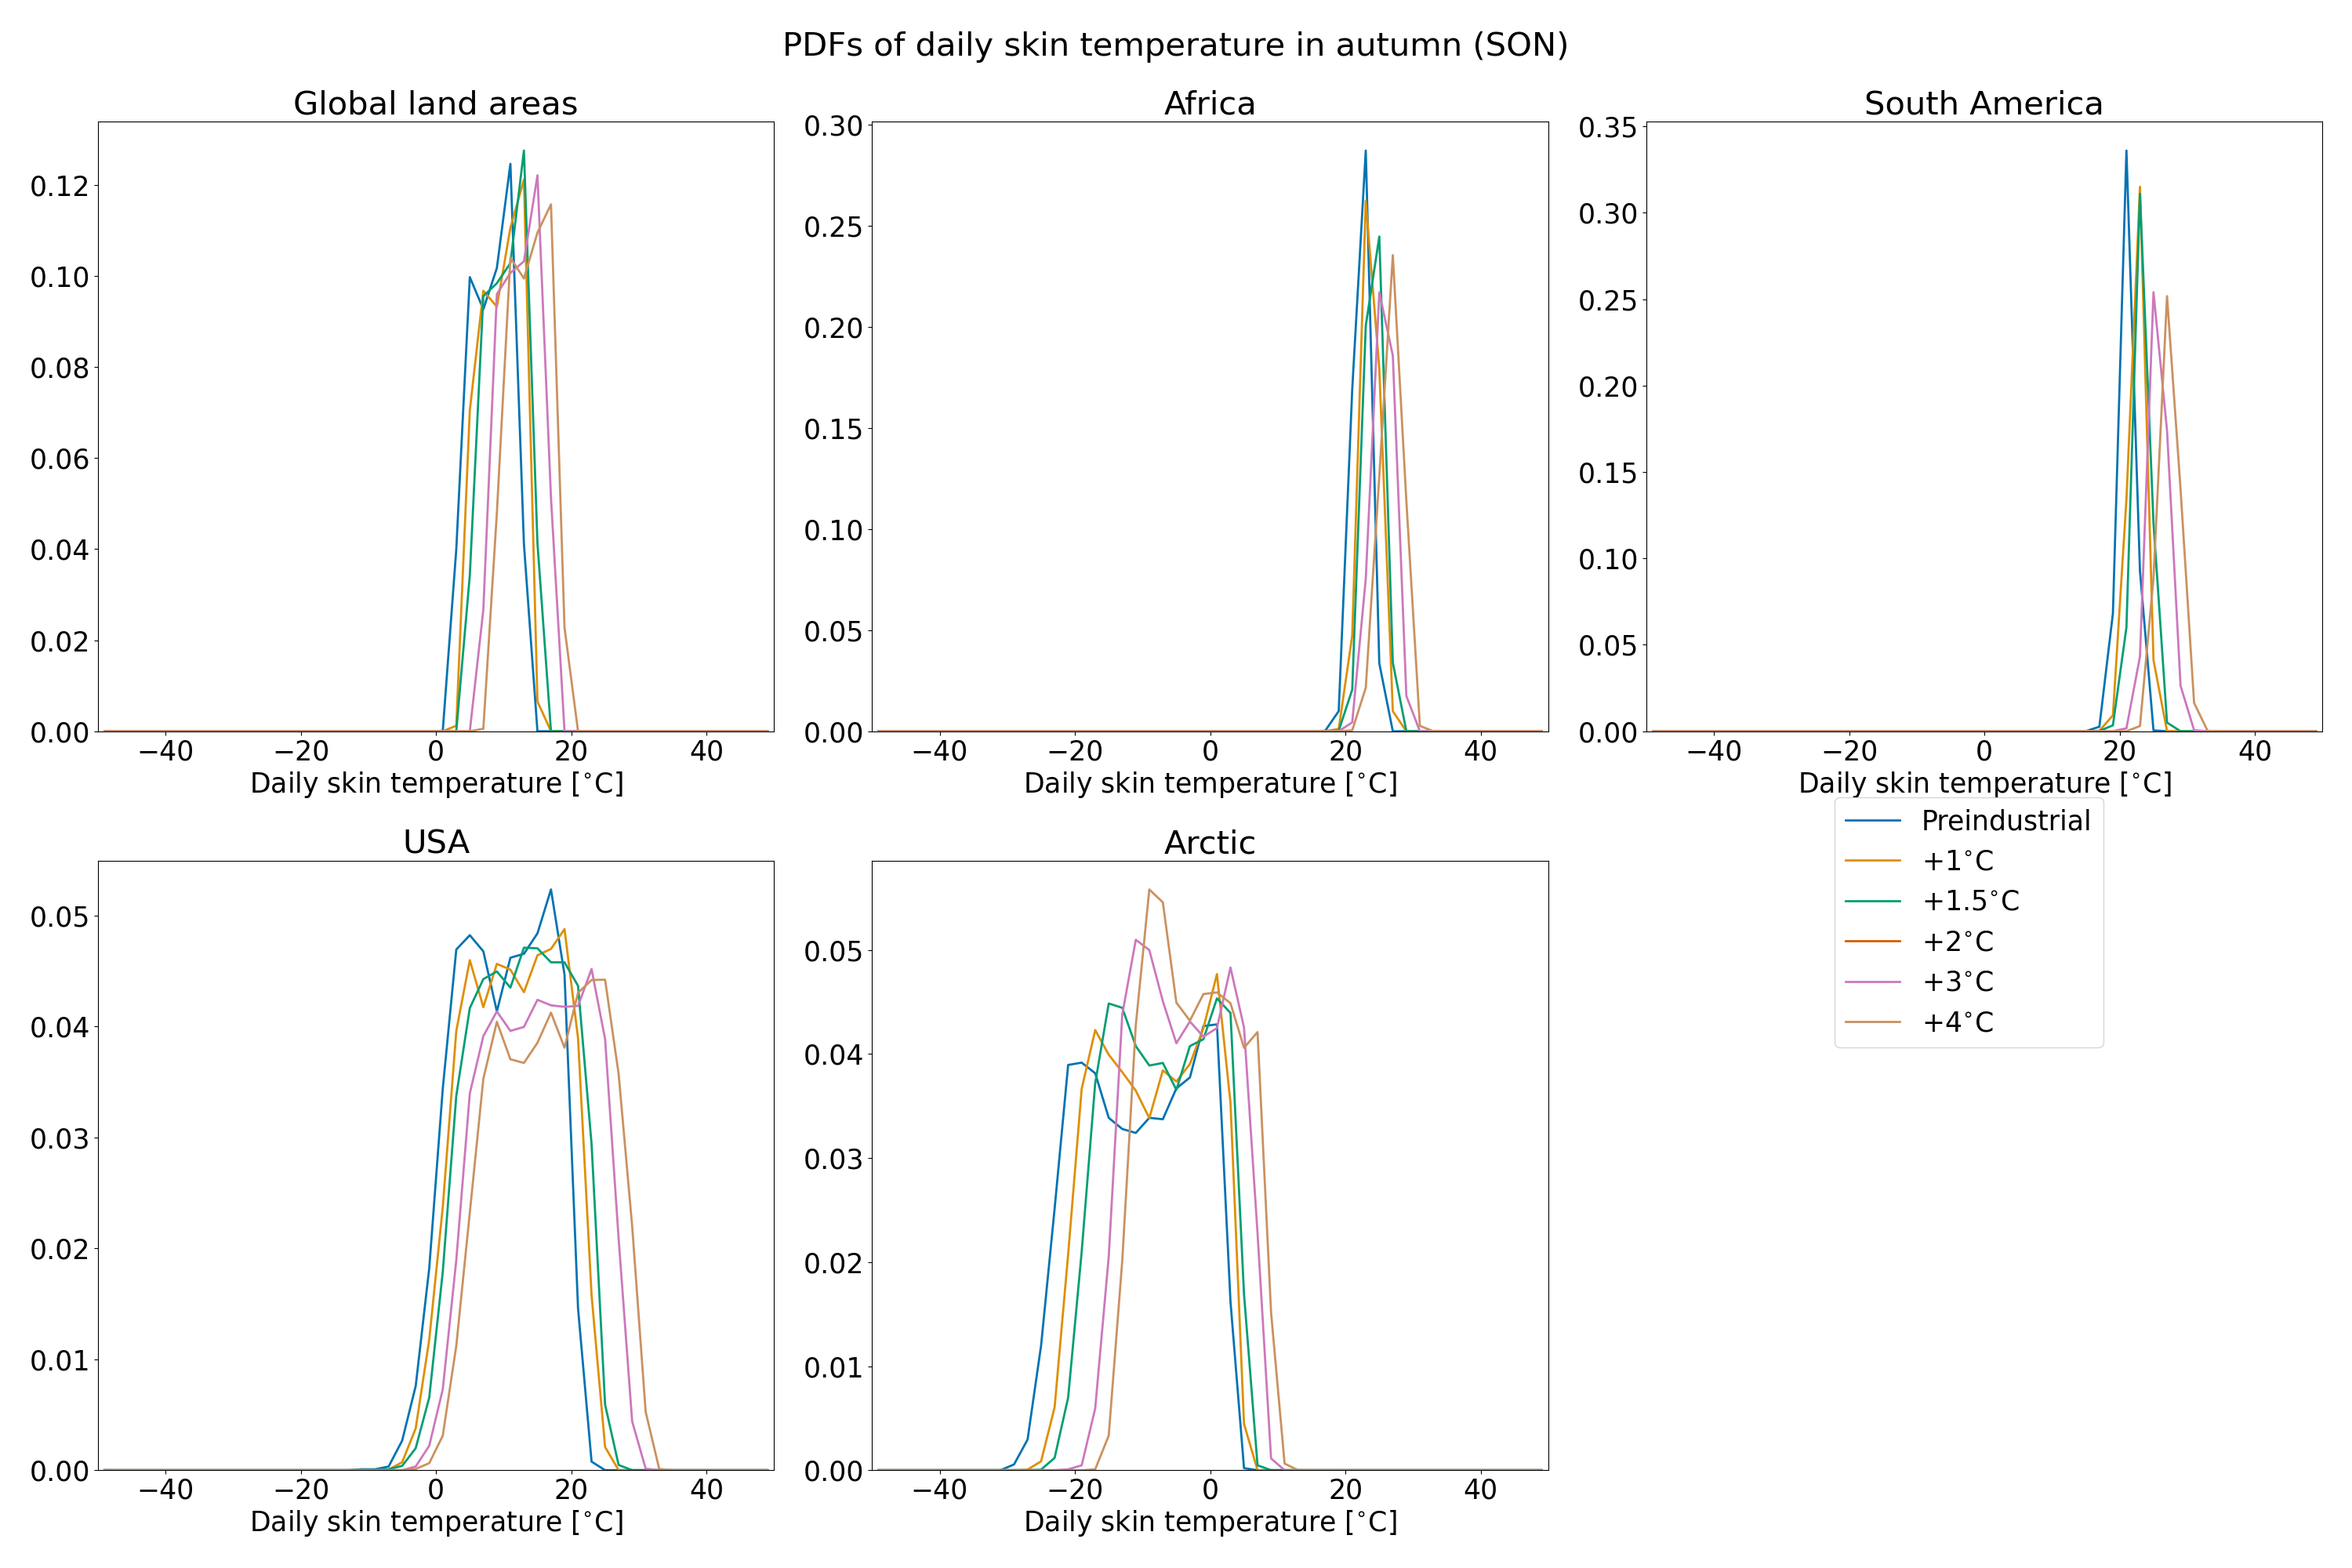 PDFs of daily skin temperature in autumn (SON)
Global land areas
0.12
0.10
0.08
0.06
0.04
0.02
0.00
−40 −20 0 20 40
Daily skin temperature [°C]
Africa
0.30
0.25
0.20
0.15
0.10
0.05
0.00
−40 −20 0 20 40
Daily skin temperature [°C]
South America
0.35
0.30
0.25
0.20
0.15
0.10
0.05
0.00
−40 −20 0 20 40
Daily skin temperature [°C]
USA
0.05
0.04
0.03
0.02
0.01
0.00
−40 −20 0 20 40
Daily skin temperature [°C]
Arctic
0.05
0.04
0.03
0.02
0.01
0.00
−40 −20 0 20 40
Daily skin temperature [°C]
Preindustrial
+1°C
+1.5°C
+2°C
+3°C
+4°C